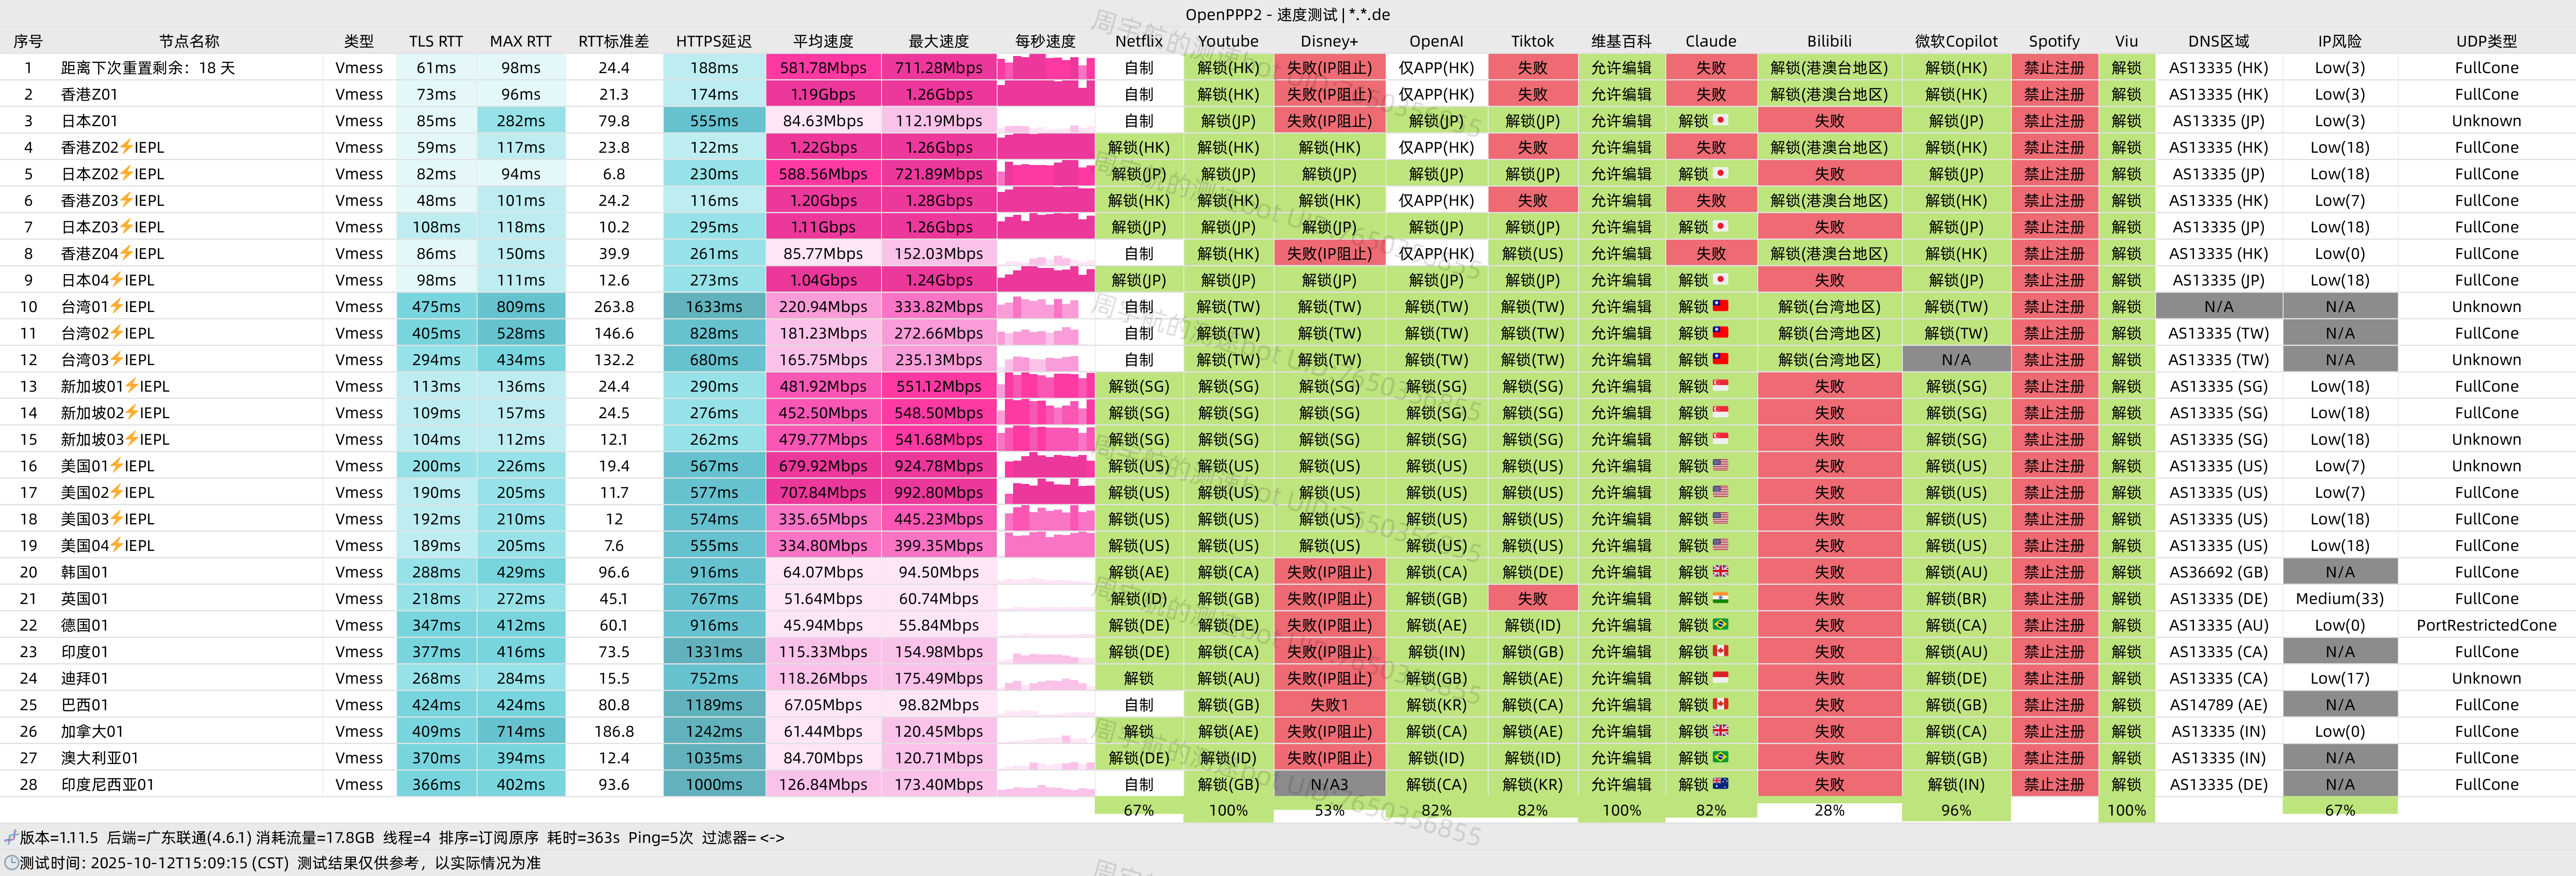 OpenPPP2 - 速度测试 | *.*.de
序号 节点名称 类型 TLS RTT MAX RTT RTT标准差 HTTPS延迟 平均速度 最大速度 每秒速度 Netflix Youtube Disney+ OpenAI Tiktok 维基百科 Claude Bilibili 微软Copilot Spotify Viu DNS区域 IP风险 UDP类型
1 距离下次重置剩余：18 天 Vmess 61ms 98ms 24.4 188ms 581.78Mbps 711.28Mbps 自制 解锁(HK) 失败(IP阻止) 仅APP(HK) 失败 允许编辑 失败 解锁(港澳台地区) 解锁(HK) 禁止注册 解锁 AS13335 (HK) Low(3) FullCone
2 香港Z01 Vmess 73ms 96ms 21.3 174ms 1.19Gbps 1.26Gbps 自制 解锁(HK) 失败(IP阻止) 仅APP(HK) 失败 允许编辑 失败 解锁(港澳台地区) 解锁(HK) 禁止注册 解锁 AS13335 (HK) Low(3) FullCone
3 日本Z01 Vmess 85ms 282ms 79.8 555ms 84.63Mbps 112.19Mbps 自制 解锁(JP) 失败(IP阻止) 解锁(JP) 解锁(JP) 允许编辑 解锁 🇯🇵 失败 解锁(JP) 禁止注册 解锁 AS13335 (JP) Low(3) Unknown
4 香港Z02⚡IEPL Vmess 59ms 117ms 23.8 122ms 1.22Gbps 1.26Gbps 解锁(HK) 解锁(HK) 解锁(HK) 仅APP(HK) 失败 允许编辑 失败 解锁(港澳台地区) 解锁(HK) 禁止注册 解锁 AS13335 (HK) Low(18) FullCone
5 日本Z02⚡IEPL Vmess 82ms 94ms 6.8 230ms 588.56Mbps 721.89Mbps 解锁(JP) 解锁(JP) 解锁(JP) 解锁(JP) 解锁(JP) 允许编辑 解锁 🇯🇵 失败 解锁(JP) 禁止注册 解锁 AS13335 (JP) Low(18) FullCone
6 香港Z03⚡IEPL Vmess 48ms 101ms 24.2 116ms 1.20Gbps 1.28Gbps 解锁(HK) 解锁(HK) 解锁(HK) 仅APP(HK) 失败 允许编辑 失败 解锁(港澳台地区) 解锁(HK) 禁止注册 解锁 AS13335 (HK) Low(7) FullCone
7 日本Z03⚡IEPL Vmess 108ms 118ms 10.2 295ms 1.11Gbps 1.26Gbps 解锁(JP) 解锁(JP) 解锁(JP) 解锁(JP) 解锁(JP) 允许编辑 解锁 🇯🇵 失败 解锁(JP) 禁止注册 解锁 AS13335 (JP) Low(18) FullCone
8 香港Z04⚡IEPL Vmess 86ms 150ms 39.9 261ms 85.77Mbps 152.03Mbps 自制 解锁(HK) 失败(IP阻止) 仅APP(HK) 解锁(US) 允许编辑 失败 解锁(港澳台地区) 解锁(HK) 禁止注册 解锁 AS13335 (HK) Low(0) FullCone
9 日本04⚡IEPL Vmess 98ms 111ms 12.6 273ms 1.04Gbps 1.24Gbps 解锁(JP) 解锁(JP) 解锁(JP) 解锁(JP) 解锁(JP) 允许编辑 解锁 🇯🇵 失败 解锁(JP) 禁止注册 解锁 AS13335 (JP) Low(18) FullCone
10 台湾01⚡IEPL Vmess 475ms 809ms 263.8 1633ms 220.94Mbps 333.82Mbps 自制 解锁(TW) 解锁(TW) 解锁(TW) 解锁(TW) 允许编辑 解锁 🇹🇼 解锁(台湾地区) 解锁(TW) 禁止注册 解锁 N/A N/A Unknown
11 台湾02⚡IEPL Vmess 405ms 528ms 146.6 828ms 181.23Mbps 272.66Mbps 自制 解锁(TW) 解锁(TW) 解锁(TW) 解锁(TW) 允许编辑 解锁 🇹🇼 解锁(台湾地区) 解锁(TW) 禁止注册 解锁 AS13335 (TW) N/A FullCone
12 台湾03⚡IEPL Vmess 294ms 434ms 132.2 680ms 165.75Mbps 235.13Mbps 自制 解锁(TW) 解锁(TW) 解锁(TW) 解锁(TW) 允许编辑 解锁 🇹🇼 解锁(台湾地区) N/A 禁止注册 解锁 AS13335 (TW) N/A Unknown
13 新加坡01⚡IEPL Vmess 113ms 136ms 24.4 290ms 481.92Mbps 551.12Mbps 解锁(SG) 解锁(SG) 解锁(SG) 解锁(SG) 解锁(SG) 允许编辑 解锁 🇸🇬 失败 解锁(SG) 禁止注册 解锁 AS13335 (SG) Low(18) FullCone
14 新加坡02⚡IEPL Vmess 109ms 157ms 24.5 276ms 452.50Mbps 548.50Mbps 解锁(SG) 解锁(SG) 解锁(SG) 解锁(SG) 解锁(SG) 允许编辑 解锁 🇸🇬 失败 解锁(SG) 禁止注册 解锁 AS13335 (SG) Low(18) FullCone
15 新加坡03⚡IEPL Vmess 104ms 112ms 12.1 262ms 479.77Mbps 541.68Mbps 解锁(SG) 解锁(SG) 解锁(SG) 解锁(SG) 解锁(SG) 允许编辑 解锁 🇸🇬 失败 解锁(SG) 禁止注册 解锁 AS13335 (SG) Low(18) Unknown
16 美国01⚡IEPL Vmess 200ms 226ms 19.4 567ms 679.92Mbps 924.78Mbps 解锁(US) 解锁(US) 解锁(US) 解锁(US) 解锁(US) 允许编辑 解锁 🇺🇸 失败 解锁(US) 禁止注册 解锁 AS13335 (US) Low(7) Unknown
17 美国02⚡IEPL Vmess 190ms 205ms 11.7 577ms 707.84Mbps 992.80Mbps 解锁(US) 解锁(US) 解锁(US) 解锁(US) 解锁(US) 允许编辑 解锁 🇺🇸 失败 解锁(US) 禁止注册 解锁 AS13335 (US) Low(7) FullCone
18 美国03⚡IEPL Vmess 192ms 210ms 12 574ms 335.65Mbps 445.23Mbps 解锁(US) 解锁(US) 解锁(US) 解锁(US) 解锁(US) 允许编辑 解锁 🇺🇸 失败 解锁(US) 禁止注册 解锁 AS13335 (US) Low(18) FullCone
19 美国04⚡IEPL Vmess 189ms 205ms 7.6 555ms 334.80Mbps 399.35Mbps 解锁(US) 解锁(US) 解锁(US) 解锁(US) 解锁(US) 允许编辑 解锁 🇺🇸 失败 解锁(US) 禁止注册 解锁 AS13335 (US) Low(18) FullCone
20 韩国01 Vmess 288ms 429ms 96.6 916ms 64.07Mbps 94.50Mbps 解锁(AE) 解锁(CA) 失败(IP阻止) 解锁(CA) 解锁(DE) 允许编辑 解锁 🇬🇧 失败 解锁(AU) 禁止注册 解锁 AS36692 (GB) N/A FullCone
21 英国01 Vmess 218ms 272ms 45.1 767ms 51.64Mbps 60.74Mbps 解锁(ID) 解锁(GB) 失败(IP阻止) 解锁(GB) 失败 允许编辑 解锁 🇮🇳 失败 解锁(BR) 禁止注册 解锁 AS13335 (DE) Medium(33) FullCone
22 德国01 Vmess 347ms 412ms 60.1 916ms 45.94Mbps 55.84Mbps 解锁(DE) 解锁(DE) 失败(IP阻止) 解锁(AE) 解锁(ID) 允许编辑 解锁 🇧🇷 失败 解锁(CA) 禁止注册 解锁 AS13335 (AU) Low(0) PortRestrictedCone
23 印度01 Vmess 377ms 416ms 73.5 1331ms 115.33Mbps 154.98Mbps 解锁(DE) 解锁(CA) 失败(IP阻止) 解锁(IN) 解锁(GB) 允许编辑 解锁 🇨🇦 失败 解锁(AU) 禁止注册 解锁 AS13335 (CA) N/A FullCone
24 迪拜01 Vmess 268ms 284ms 15.5 752ms 118.26Mbps 175.49Mbps 解锁 解锁(AU) 失败(IP阻止) 解锁(GB) 解锁(AE) 允许编辑 解锁 🇮🇩 失败 解锁(DE) 禁止注册 解锁 AS13335 (CA) Low(17) Unknown
25 巴西01 Vmess 424ms 424ms 80.8 1189ms 67.05Mbps 98.82Mbps 自制 解锁(GB) 失败1 解锁(KR) 解锁(CA) 允许编辑 解锁 🇨🇦 失败 解锁(GB) 禁止注册 解锁 AS14789 (AE) N/A FullCone
26 加拿大01 Vmess 409ms 714ms 186.8 1242ms 61.44Mbps 120.45Mbps 解锁 解锁(AE) 失败(IP阻止) 解锁(CA) 解锁(AE) 允许编辑 解锁 🇬🇧 失败 解锁(CA) 禁止注册 解锁 AS13335 (IN) Low(0) FullCone
27 澳大利亚01 Vmess 370ms 394ms 12.4 1035ms 84.70Mbps 120.71Mbps 解锁(DE) 解锁(ID) 失败(IP阻止) 解锁(ID) 解锁(ID) 允许编辑 解锁 🇧🇷 失败 解锁(GB) 禁止注册 解锁 AS13335 (IN) N/A FullCone
28 印度尼西亚01 Vmess 366ms 402ms 93.6 1000ms 126.84Mbps 173.40Mbps 自制 解锁(GB) N/A3 解锁(CA) 解锁(KR) 允许编辑 解锁 🇦🇺 失败 解锁(IN) 禁止注册 解锁 AS13335 (DE) N/A FullCone
67% 100% 53% 82% 82% 100% 82% 28% 96% 100% 67%
版本=1.11.5 后端=广东联通(4.6.1) 消耗流量=17.8GB 线程=4 排序=订阅原序 耗时=363s Ping=5次 过滤器= <->
测试时间: 2025-10-12T15:09:15 (CST) 测试结果仅供参考，以实际情况为准
周宇航的测速bot UID:7650356855